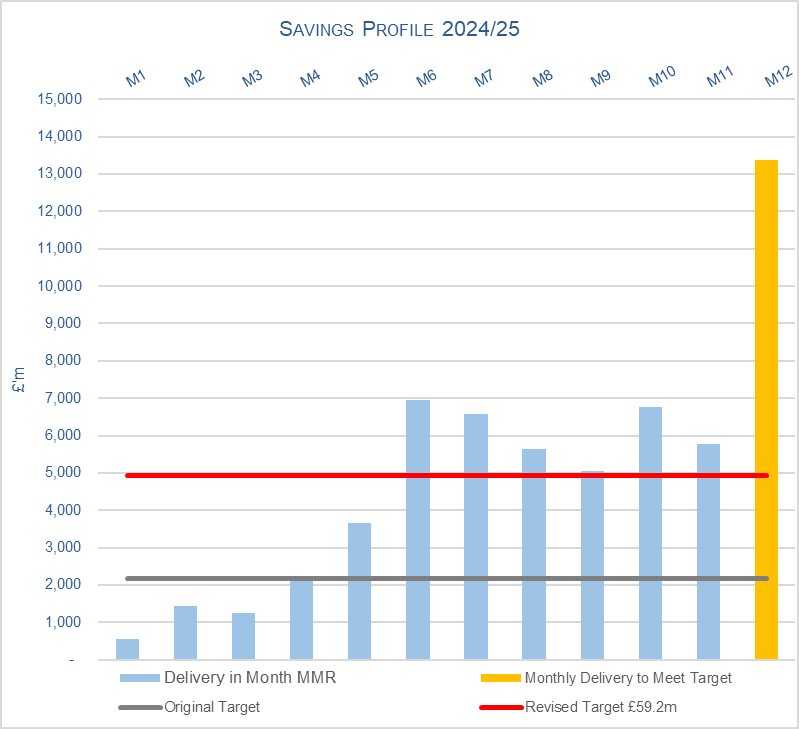 SAVINGS PROFILE 2024/25
M1 M2 M3 M4 M5 M6 M7 M8 M9 M10 M11 M12
15,000
14,000
13,000
12,000
11,000
10,000
9,000
8,000
7,000
6,000
5,000
4,000
3,000
2,000
1,000
-
£'m
Delivery in Month MMR
Monthly Delivery to Meet Target
Original Target
Revised Target £59.2m